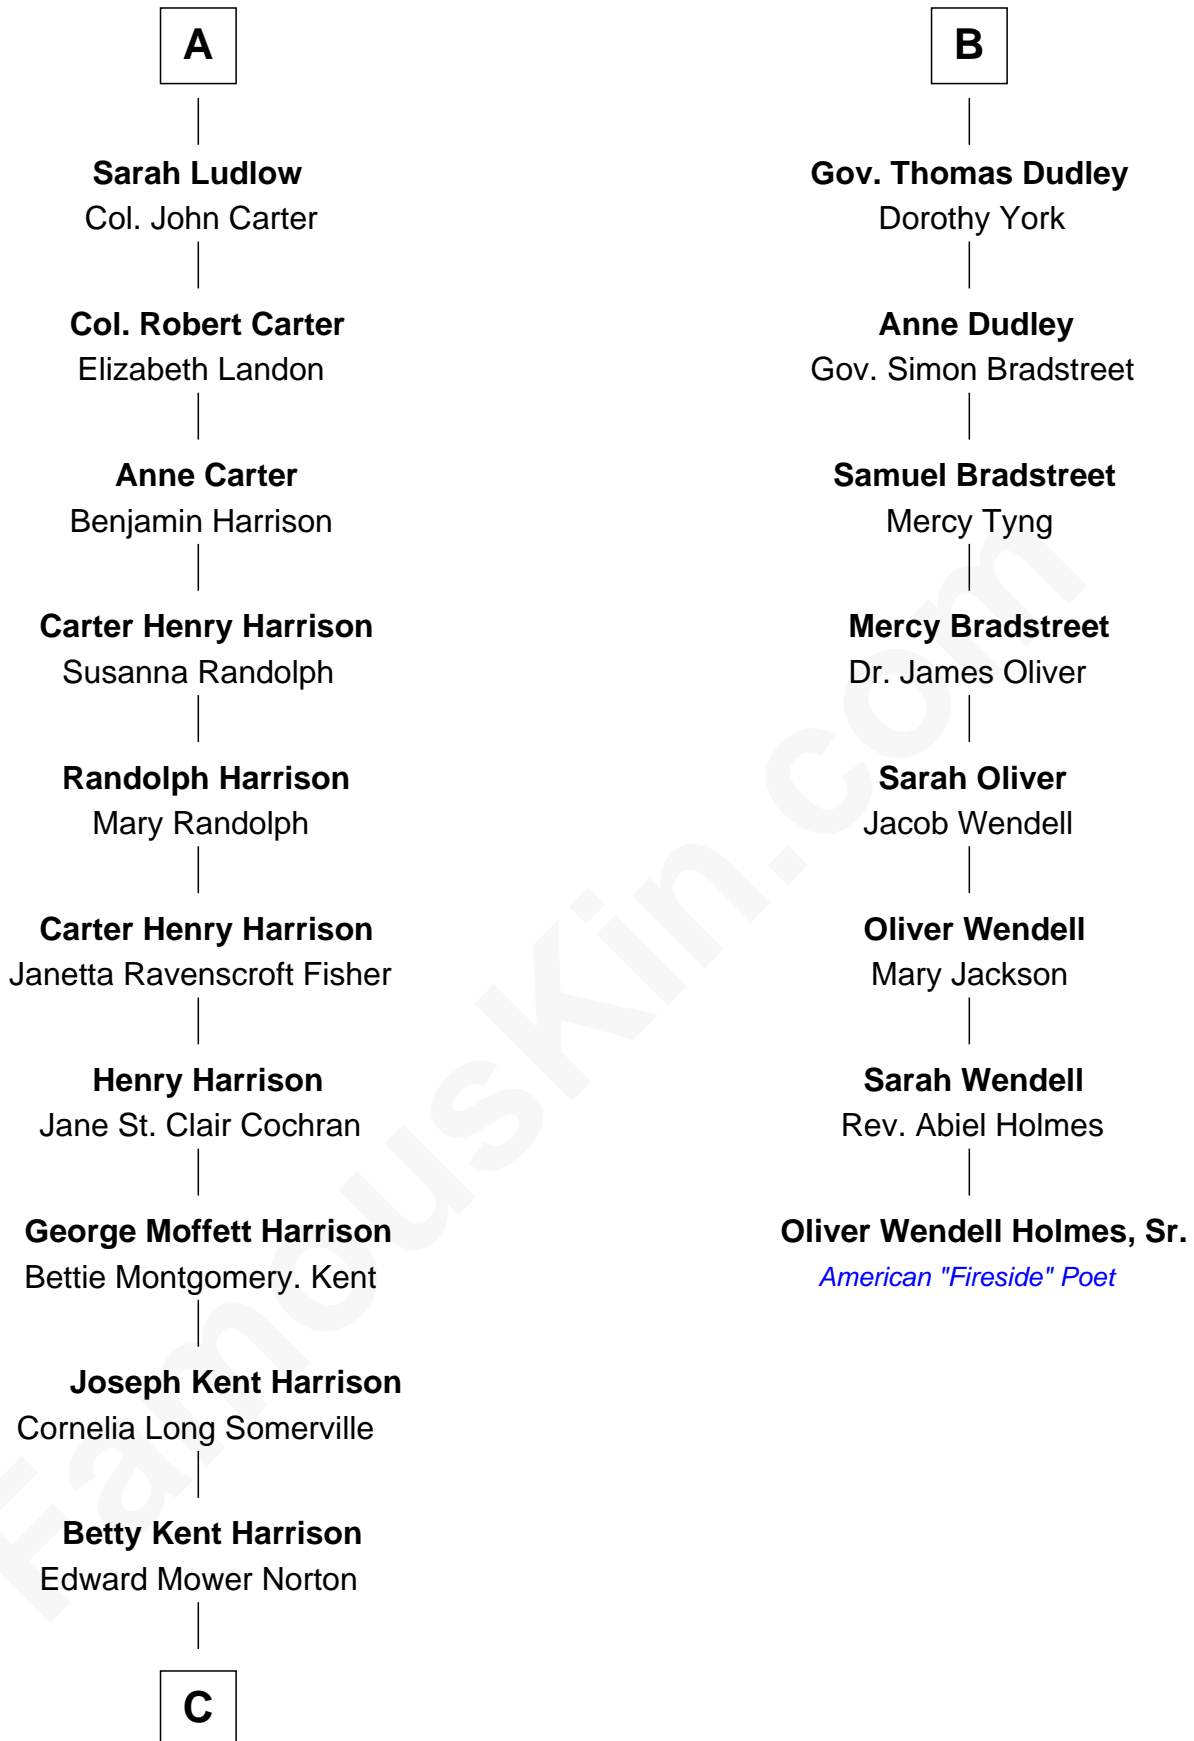 A
Sarah Ludlow
Col. John Carter
Col. Robert Carter
Elizabeth Landon
Anne Carter
Benjamin Harrison
Carter Henry Harrison
Susanna Randolph
Randolph Harrison
Mary Randolph
Carter Henry Harrison
Janetta Ravenscroft Fisher
Henry Harrison
Jane St. Clair Cochran
George Moffett Harrison
Bettie Montgomery. Kent
Joseph Kent Harrison
Cornelia Long Somerville
Betty Kent Harrison
Edward Mower Norton
C
B
Gov. Thomas Dudley
Dorothy York
Anne Dudley
Gov. Simon Bradstreet
Samuel Bradstreet
Mercy Tyng
Mercy Bradstreet
Dr. James Oliver
Sarah Oliver
Jacob Wendell
Oliver Wendell
Mary Jackson
Sarah Wendell
Rev. Abiel Holmes
Oliver Wendell Holmes, Sr.
American "Fireside" Poet
FamousKin.com